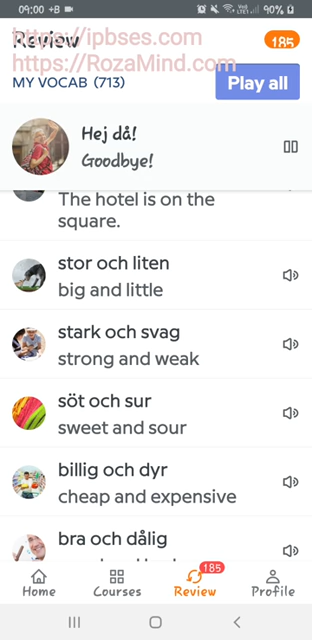 09:00 +B 90%
Review
https://ipbses.com
https://RozaMind.com
185
MY VOCAB (713)
Play all
Hej då!
Goodbye!
The hotel is on the
square.
stor och liten
big and little
stark och svag
strong and weak
söt och sur
sweet and sour
billig och dyr
cheap and expensive
bra och dålig
185
Home Courses Review Profile